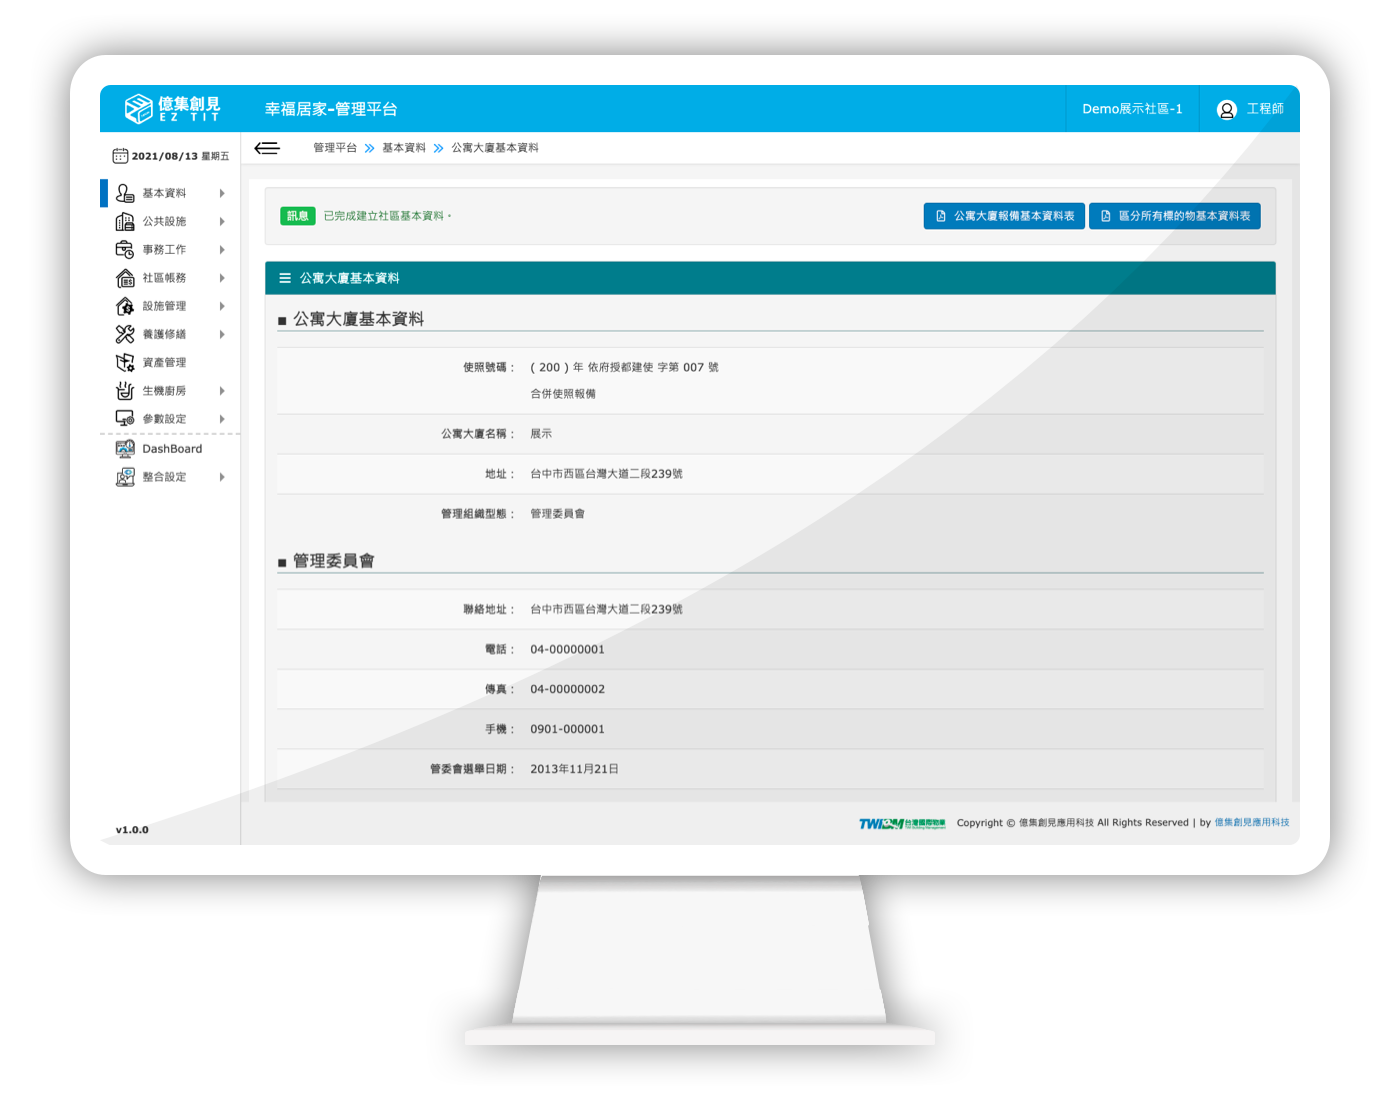 億集創見
EZ TIT
幸福居家-管理平台
Demo展示社區-1
工程師
2021/08/13 星期五
管理平台 基本資料 公寓大廈基本資料
基本資料
公共設施
事務工作
社區帳務
設施管理
養護修繕
資產管理
生機廚房
參數設定
DashBoard
整合設定
v1.0.0
訊息 已完成建立社區基本資料。
公寓大廈報備基本資料表
區分所有標的物基本資料表
公寓大廈基本資料
■ 公寓大廈基本資料
使照號碼： ( 200 ) 年 依府授都建使 字第 007 號
合併使照報備
公寓大廈名稱： 展示
地址： 台中市西區台灣大道二段239號
管理組織型態： 管理委員會
■ 管理委員會
聯絡地址： 台中市西區台灣大道二段239號
電話： 04-00000001
傳真： 04-00000002
手機： 0901-000001
管委會選舉日期： 2013年11月21日
台灣國際物業
Copyright © 億集創見應用科技 All Rights Reserved | by 億集創見應用科技